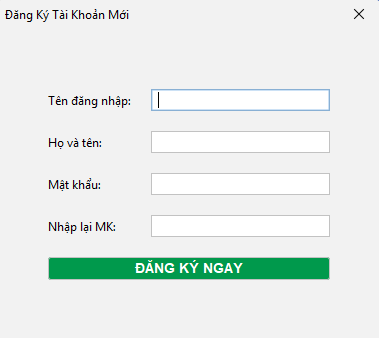 Đăng Ký Tài Khoản Mới
Tên đăng nhập:
Họ và tên:
Mật khẩu:
Nhập lại MK:
ĐĂNG KÝ NGAY